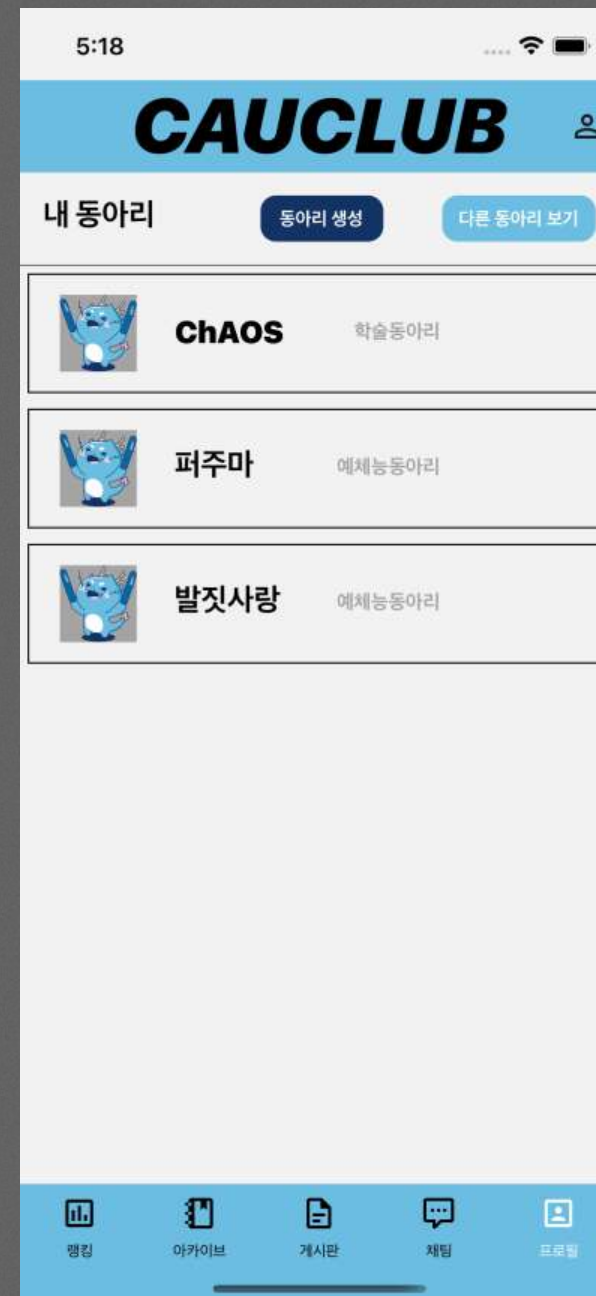 5:18
CAUCLUB
내 동아리
동아리 생성
다른 동아리 보기
ChAOS
학술동아리
퍼주마
예체능동아리
발짓사랑
예체능동아리
랭킹
아카이브
게시판
채팅
프로필